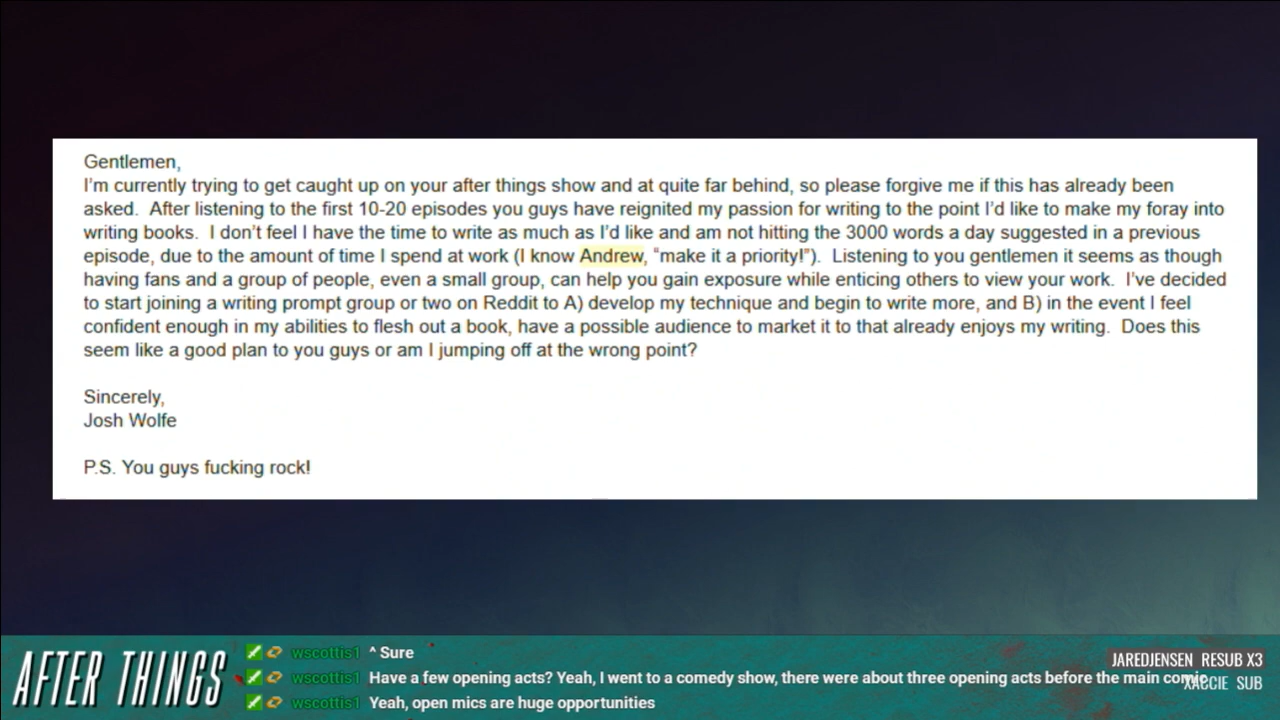 Gentlemen,
I'm currently trying to get caught up on your after things show and at quite far behind, so please forgive me if this has already been
asked.  After listening to the first 10-20 episodes you guys have reignited my passion for writing to the point I'd like to make my foray into
writing books.  I don't feel I have the time to write as much as I'd like and am not hitting the 3000 words a day suggested in a previous
episode, due to the amount of time I spend at work (I know Andrew, “make it a priority!”).  Listening to you gentlemen it seems as though
having fans and a group of people, even a small group, can help you gain exposure while enticing others to view your work.  I've decided
to start joining a writing prompt group or two on Reddit to A) develop my technique and begin to write more, and B) in the event I feel
confident enough in my abilities to flesh out a book, have a possible audience to market it to that already enjoys my writing.  Does this
seem like a good plan to you guys or am I jumping off at the wrong point?
Sincerely,
Josh Wolfe
P.S. You guys fucking rock!
AFTER THINGS
wscottis1 ^ Sure
wscottis1 Have a few opening acts? Yeah, I went to a comedy show, there were about three opening acts before the main comic
wscottis1 Yeah, open mics are huge opportunities
JAREDJENSEN RESUB X3
XACCIE SUB